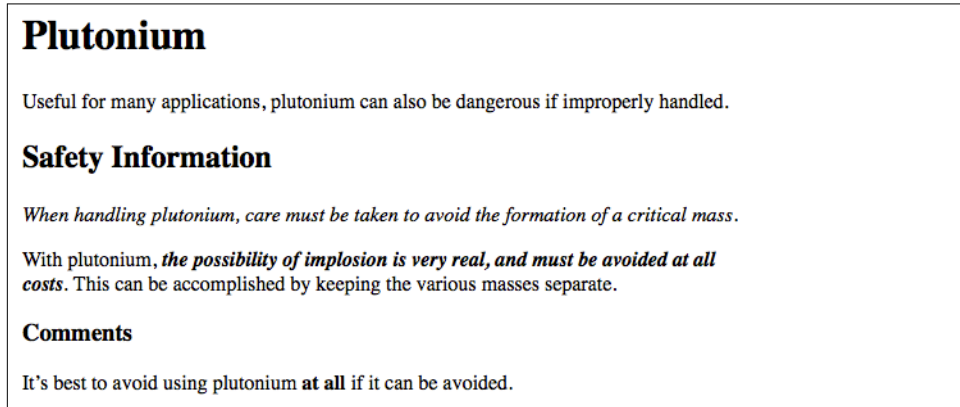 Plutonium
Useful for many applications, plutonium can also be dangerous if improperly handled.
Safety Information
When handling plutonium, care must be taken to avoid the formation of a critical mass.
With plutonium, the possibility of implosion is very real, and must be avoided at all
costs. This can be accomplished by keeping the various masses separate.
Comments
It’s best to avoid using plutonium at all if it can be avoided.